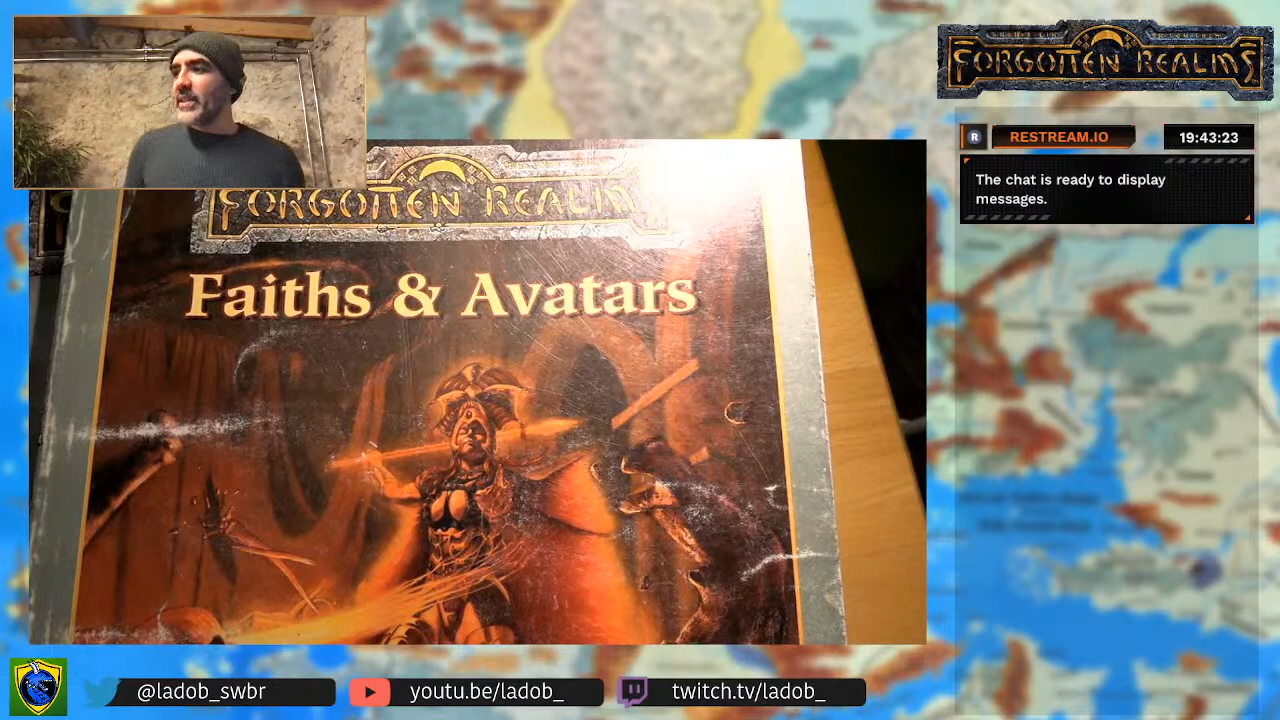 FORGOTTEN REALMS
RESTREAM.IO
19:43:23
The chat is ready to display
messages.
FORGOTTEN REALMS
Faiths & Avatars
@ladob_swbr
youtu.be/ladob_
twitch.tv/ladob_